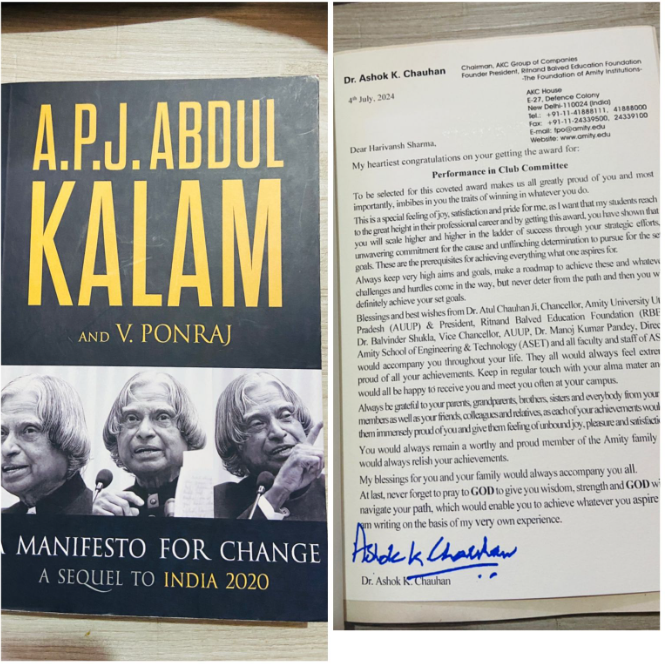 A.P.J. ABDUL
KALAM
AND V. PONRAJ
A MANIFESTO FOR CHANGE
A SEQUEL TO INDIA 2020
Dr. Ashok K. Chauhan
Chairman, AKC Group of Companies
Founder President, Ritnand Balved Education Foundation
-The Foundation of Amity Institutions-
4th July, 2024
AKC House
E-27, Defence Colony
New Delhi-110024 (India)
Tel.: +91-11-41888111, 41888000
Fax: +91-11-24339500, 24339100
E-mail: fpo@amity.edu
Website: www.amity.edu
Dear Harivansh Sharma,
My heartiest congratulations on your getting the award for:
Performance in Club Committee
To be selected for this coveted award makes us all greatly proud of you and most
importantly, imbibes in you the traits of winning in whatever you do.
This is a special feeling of joy, satisfaction and pride for me, as I want that my students reach
to the great height in their professional career and by getting this award, you have shown that
you will scale higher and higher in the ladder of success through your strategic efforts,
unwavering commitment for the cause and unflinching determination to pursue for the
goals. These are the prerequisites for achieving everything what one aspires for.
Always keep very high aims and goals, make a roadmap to achieve these and
challenges and hurdles come in the way, but never deter from the path and then you
definitely achieve your set goals.
Blessings and best wishes from Dr. Atul Chauhan Ji, Chancellor, Amity University
Pradesh (AUUP) & President, Ritnand Balved Education Foundation
Dr. Balvinder Shukla, Vice Chancellor, AUUP, Dr. Manoj Kumar Pandey,
Amity School of Engineering & Technology (ASET) and all faculty and staff of
would accompany you throughout your life. They all would always feel
proud of all your achievements. Keep in regular touch with your alma mater
would all be happy to receive you and meet you often at your campus.
Always be grateful to your parents, grandparents, brothers, sisters and everybody from your
members as well as your friends, colleagues and relatives, as each of your achievements
them immensely proud of you and give them feeling of unbound joy, pleasure and
You would always remain a worthy and proud member of the Amity family
would always relish your achievements.
My blessings for you and your family would always accompany you all.
At last, never forget to pray to GOD to give you wisdom, strength and GOD
navigate your path, which would enable you to achieve whatever you aspire
am writing on the basis of my very own experience.
Ashok K Chauhan
Dr. Ashok K. Chauhan